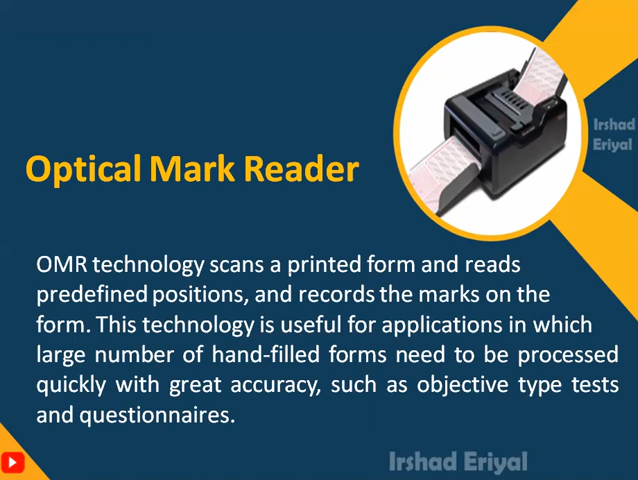 Irshad
Eriyal
Optical Mark Reader
OMR technology scans a printed form and reads
predefined positions, and records the marks on the
form. This technology is useful for applications in which
large number of hand-filled forms need to be processed
quickly with great accuracy, such as objective type tests
and questionnaires.
Irshad Eriyal